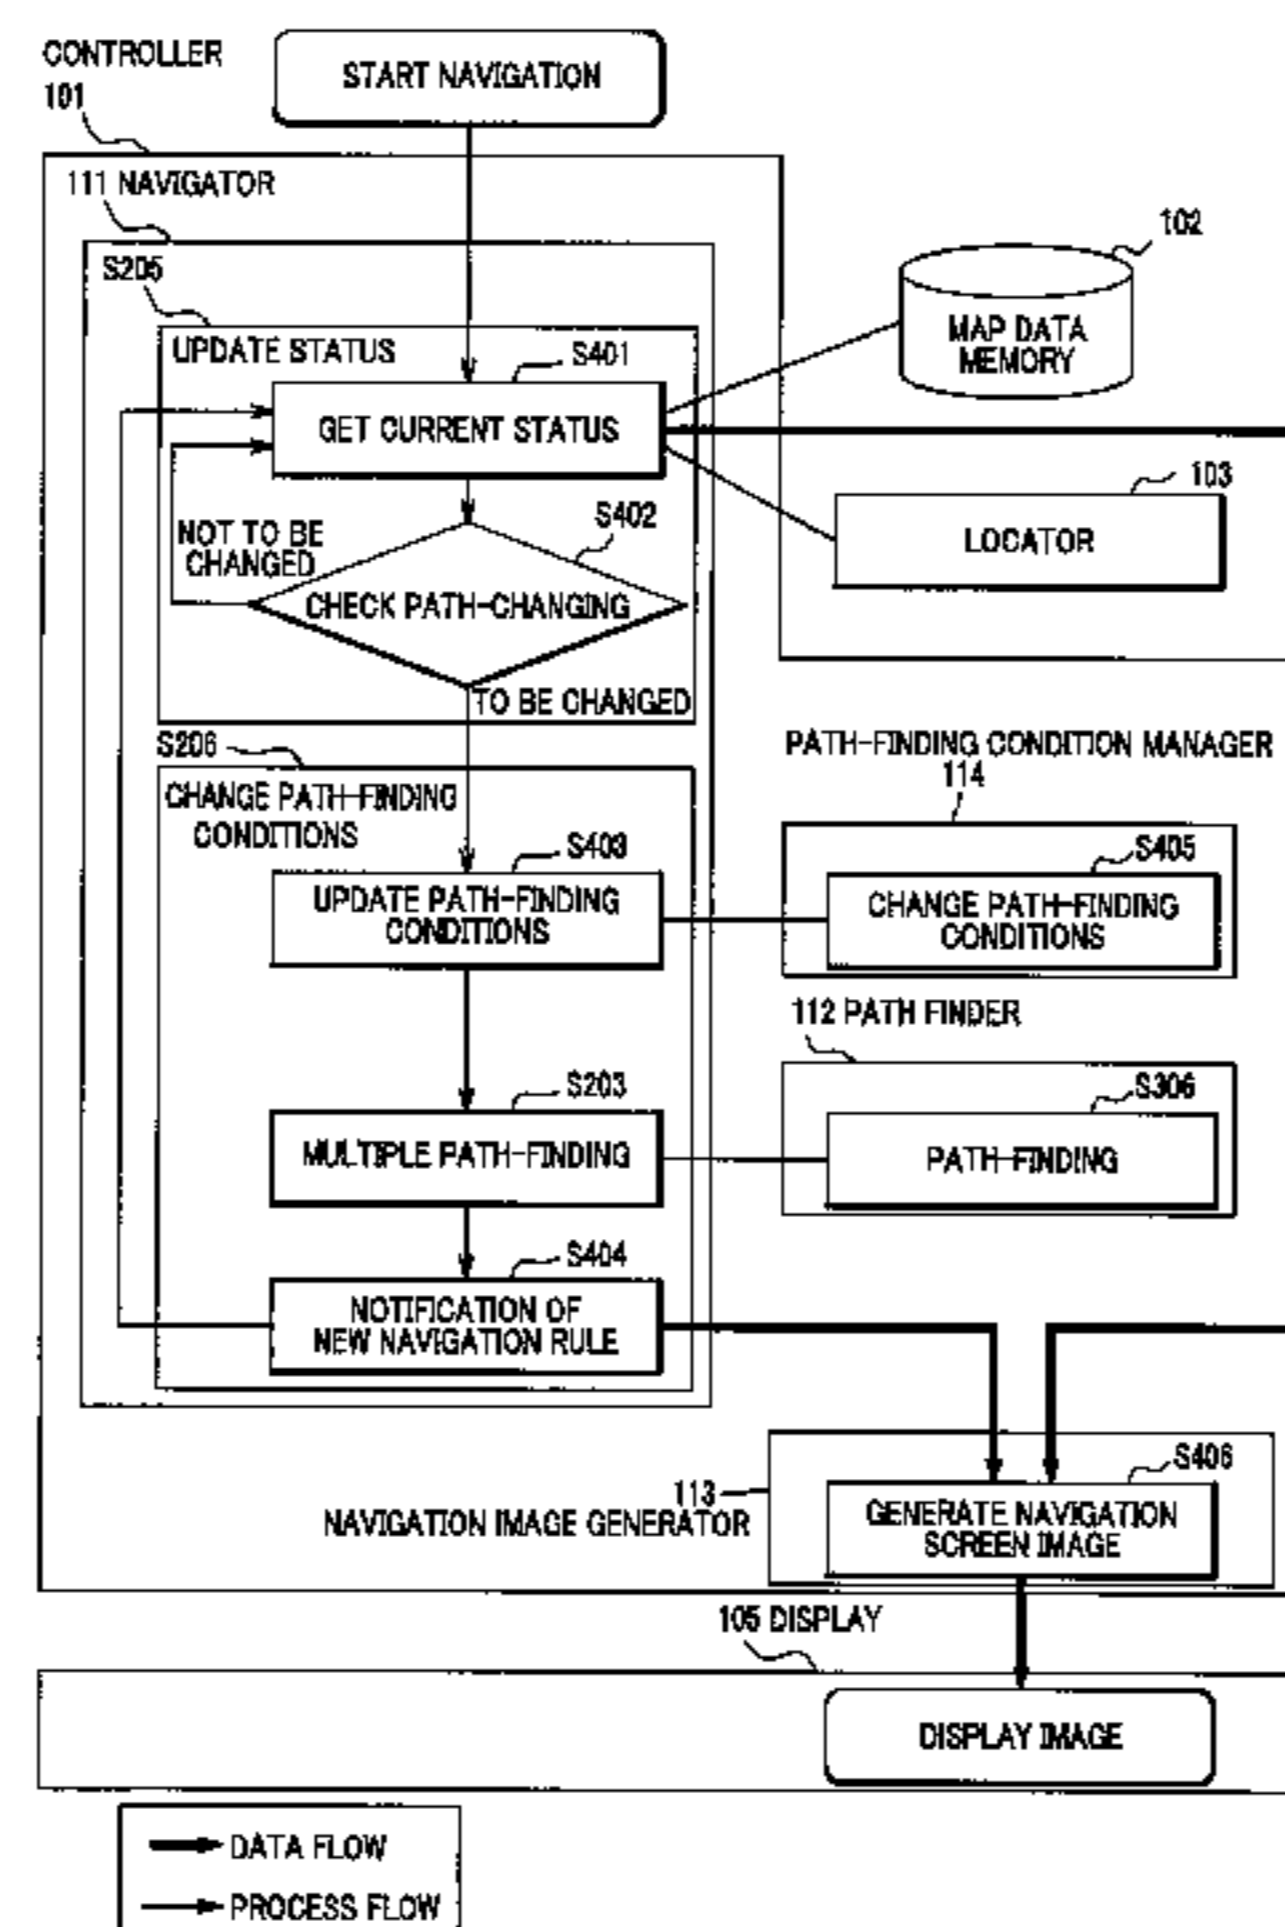 CONTROLLER
101
START NAVIGATION
111 NAVIGATOR
S205
102
UPDATE STATUS
S401
MAP DATA
MEMORY
GET CURRENT STATUS
103
S402
LOCATOR
NOT TO BE
CHANGED
CHECK PATH-CHANGING
TO BE CHANGED
S206
PATH-FINDING CONDITION MANAGER
114
CHANGE PATH-FINDING
CONDITIONS
S403
S405
UPDATE PATH-FINDING
CONDITIONS
CHANGE PATH-FINDING
CONDITIONS
112 PATH FINDER
S203
S306
MULTIPLE PATH-FINDING
PATH-FINDING
S404
NOTIFICATION OF
NEW NAVIGATION RULE
S406
113
NAVIGATION IMAGE GENERATOR
GENERATE NAVIGATION
SCREEN IMAGE
105 DISPLAY
DISPLAY IMAGE
DATA FLOW
PROCESS FLOW